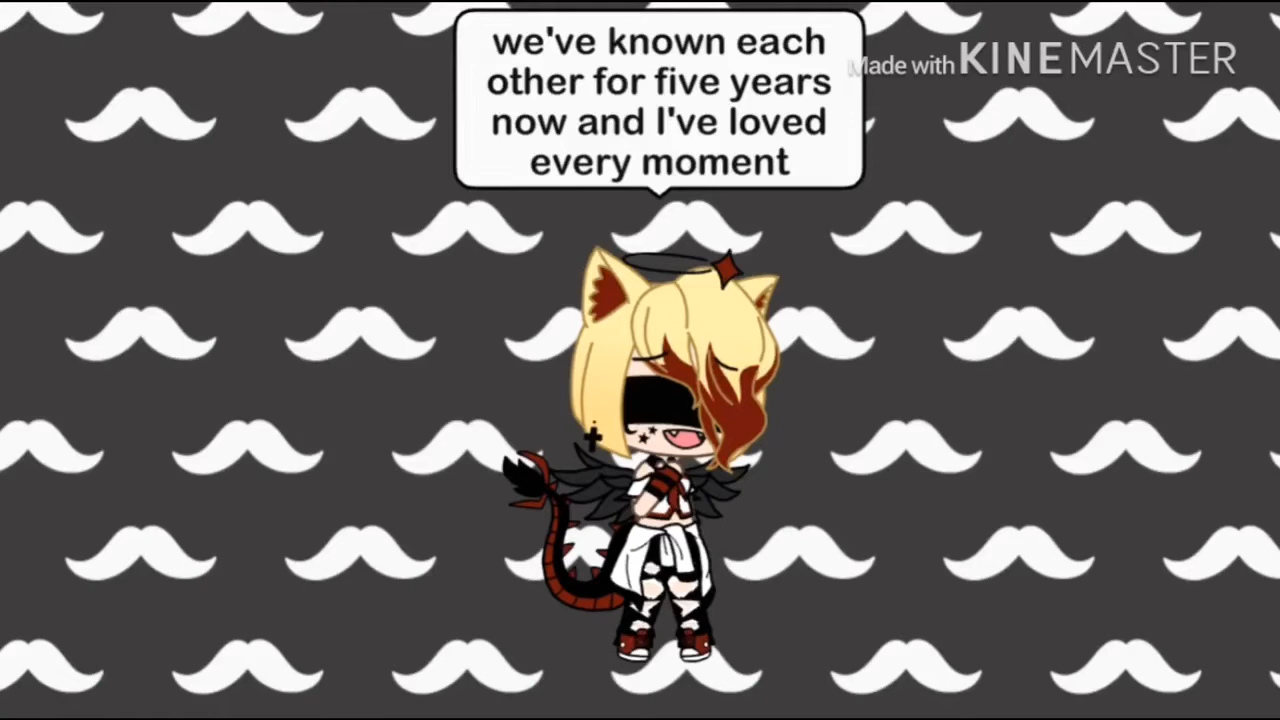 we've known each
other for five years
now and I've loved
every moment
Made with KINEMASTER